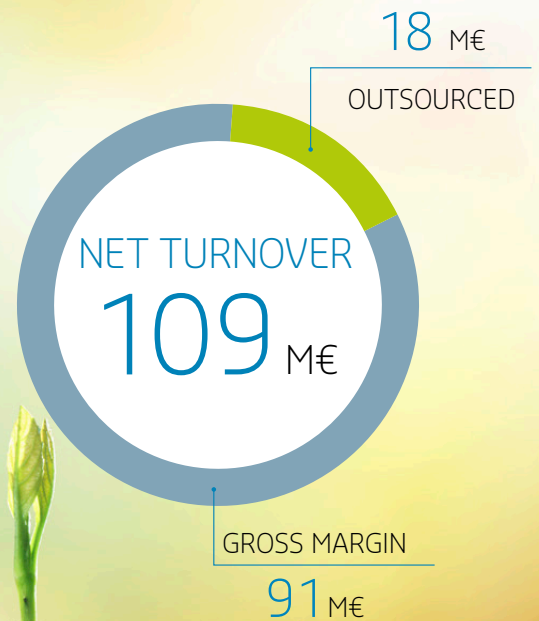 18 M€
OUTSOURCED
NET TURNOVER
109 M€
GROSS MARGIN
91 M€